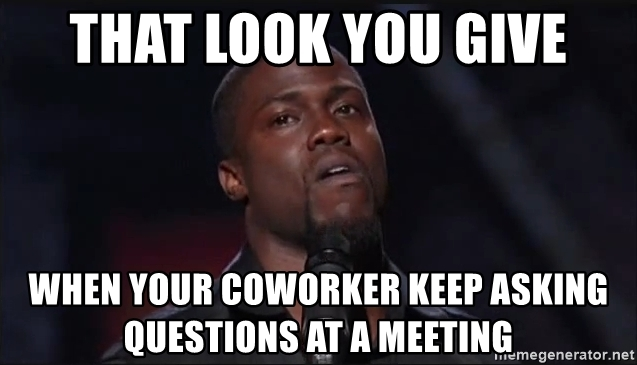 THAT LOOK YOU GIVE
WHEN YOUR COWORKER KEEP ASKING
QUESTIONS AT A MEETING
memegenerator.net